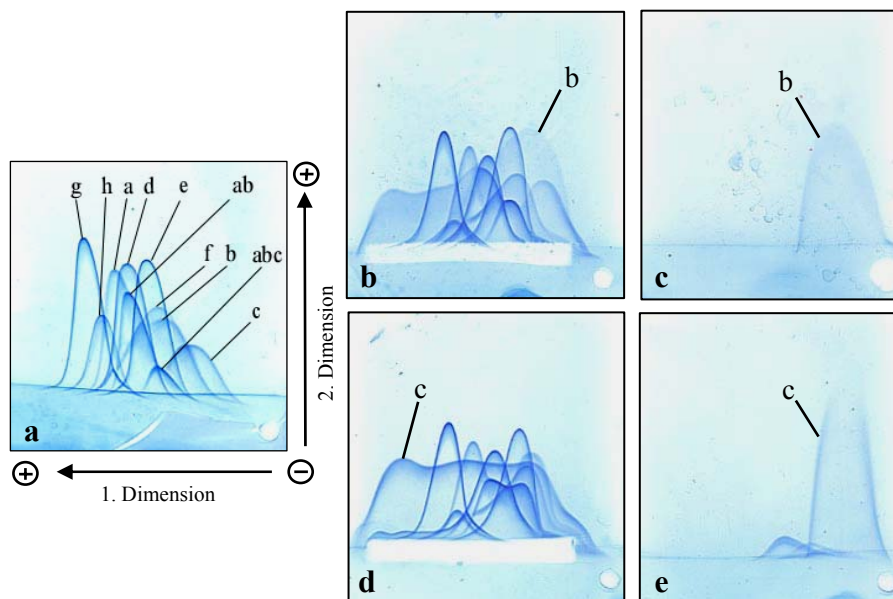 g h a d e ab f b abc c
a
⊕ ⊖
1. Dimension
⊕
2. Dimension
b
b
b
c
c
d
c
e